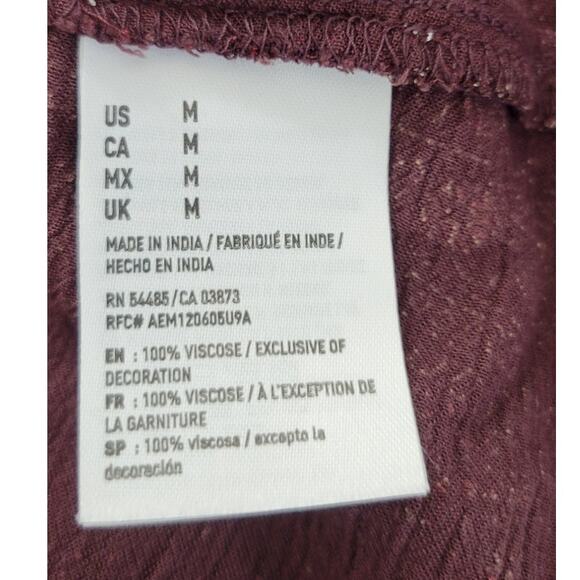 US M
CA M
MX M
UK M
MADE IN INDIA / FABRIQUÉ EN INDE /
HECHO EN INDIA
RN 54485/CA 03873
RFC# AEM120605U9A
EN : 100% VISCOSE / EXCLUSIVE OF
DECORATION
FR : 100% VISCOSE / À L'EXCEPTION DE
LA GARNITURE
SP : 100% viscosa / excepto la
decoración